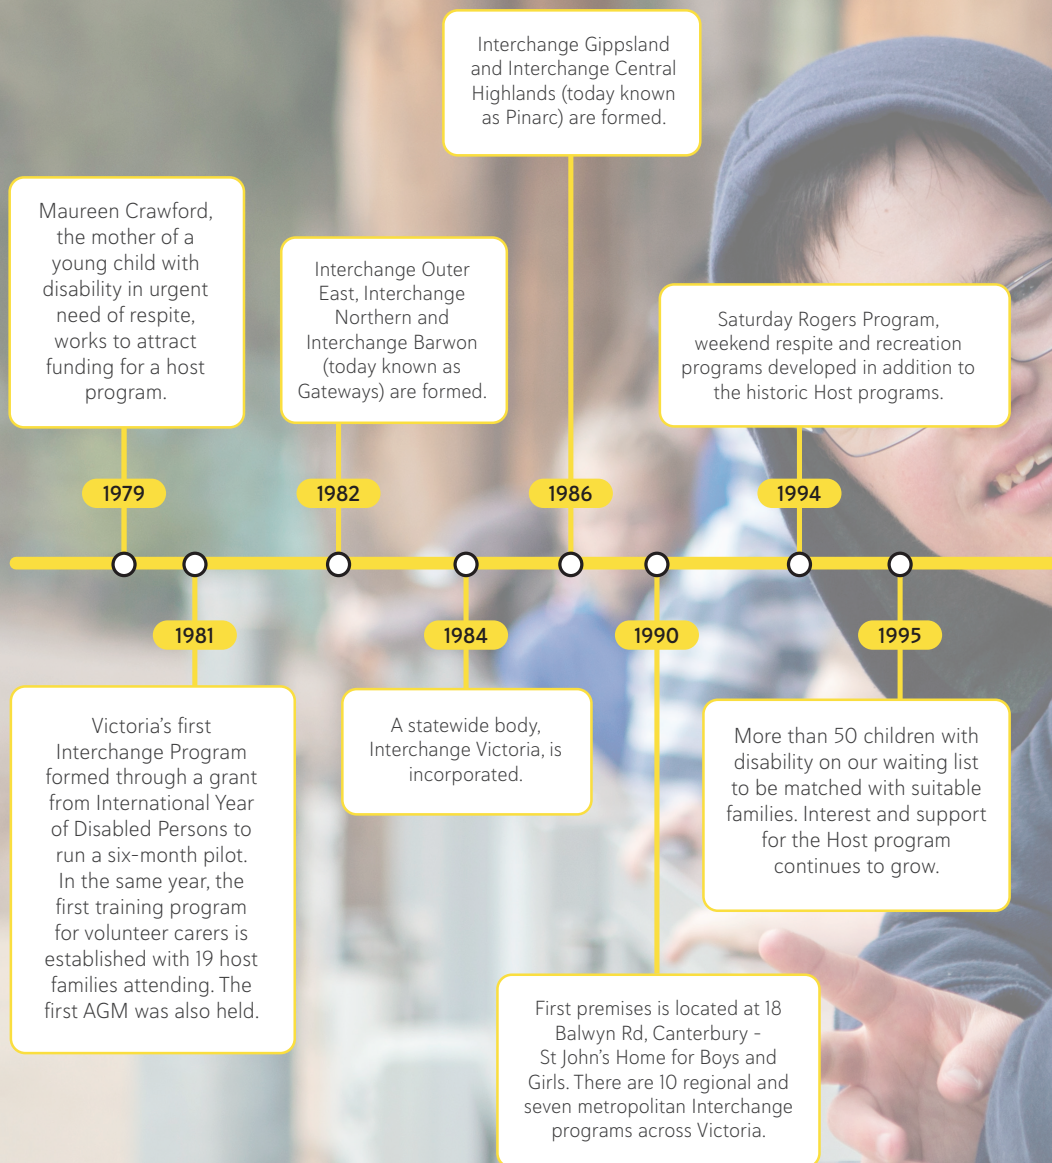 Interchange Gippsland
and Interchange Central
Highlands (today known
as Pinarc) are formed.
Maureen Crawford,
the mother of a
young child with
disability in urgent
need of respite,
works to attract
funding for a host
program.
Interchange Outer
East, Interchange
Northern and
Interchange Barwon
(today known as
Gateways) are formed.
Saturday Rogers Program,
weekend respite and recreation
programs developed in addition to
the historic Host programs.
1979
1982
1986
1994
1981
1984
1990
1995
Victoria’s first
Interchange Program
formed through a grant
from International Year
of Disabled Persons to
run a six-month pilot.
In the same year, the
first training program
for volunteer carers is
established with 19 host
families attending. The
first AGM was also held.
A statewide body,
Interchange Victoria, is
incorporated.
More than 50 children with
disability on our waiting list
to be matched with suitable
families. Interest and support
for the Host program
continues to grow.
First premises is located at 18
Balwyn Rd, Canterbury -
St John’s Home for Boys and
Girls. There are 10 regional and
seven metropolitan Interchange
programs across Victoria.